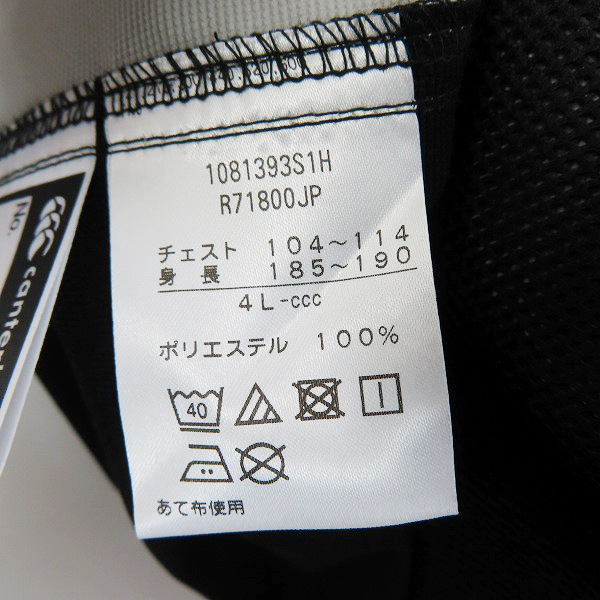 1081393S1H
R71800JP
チェスト 104～114
身長 185～190
4L-ccc
ポリエステル 100%
40
あて布使用
No.